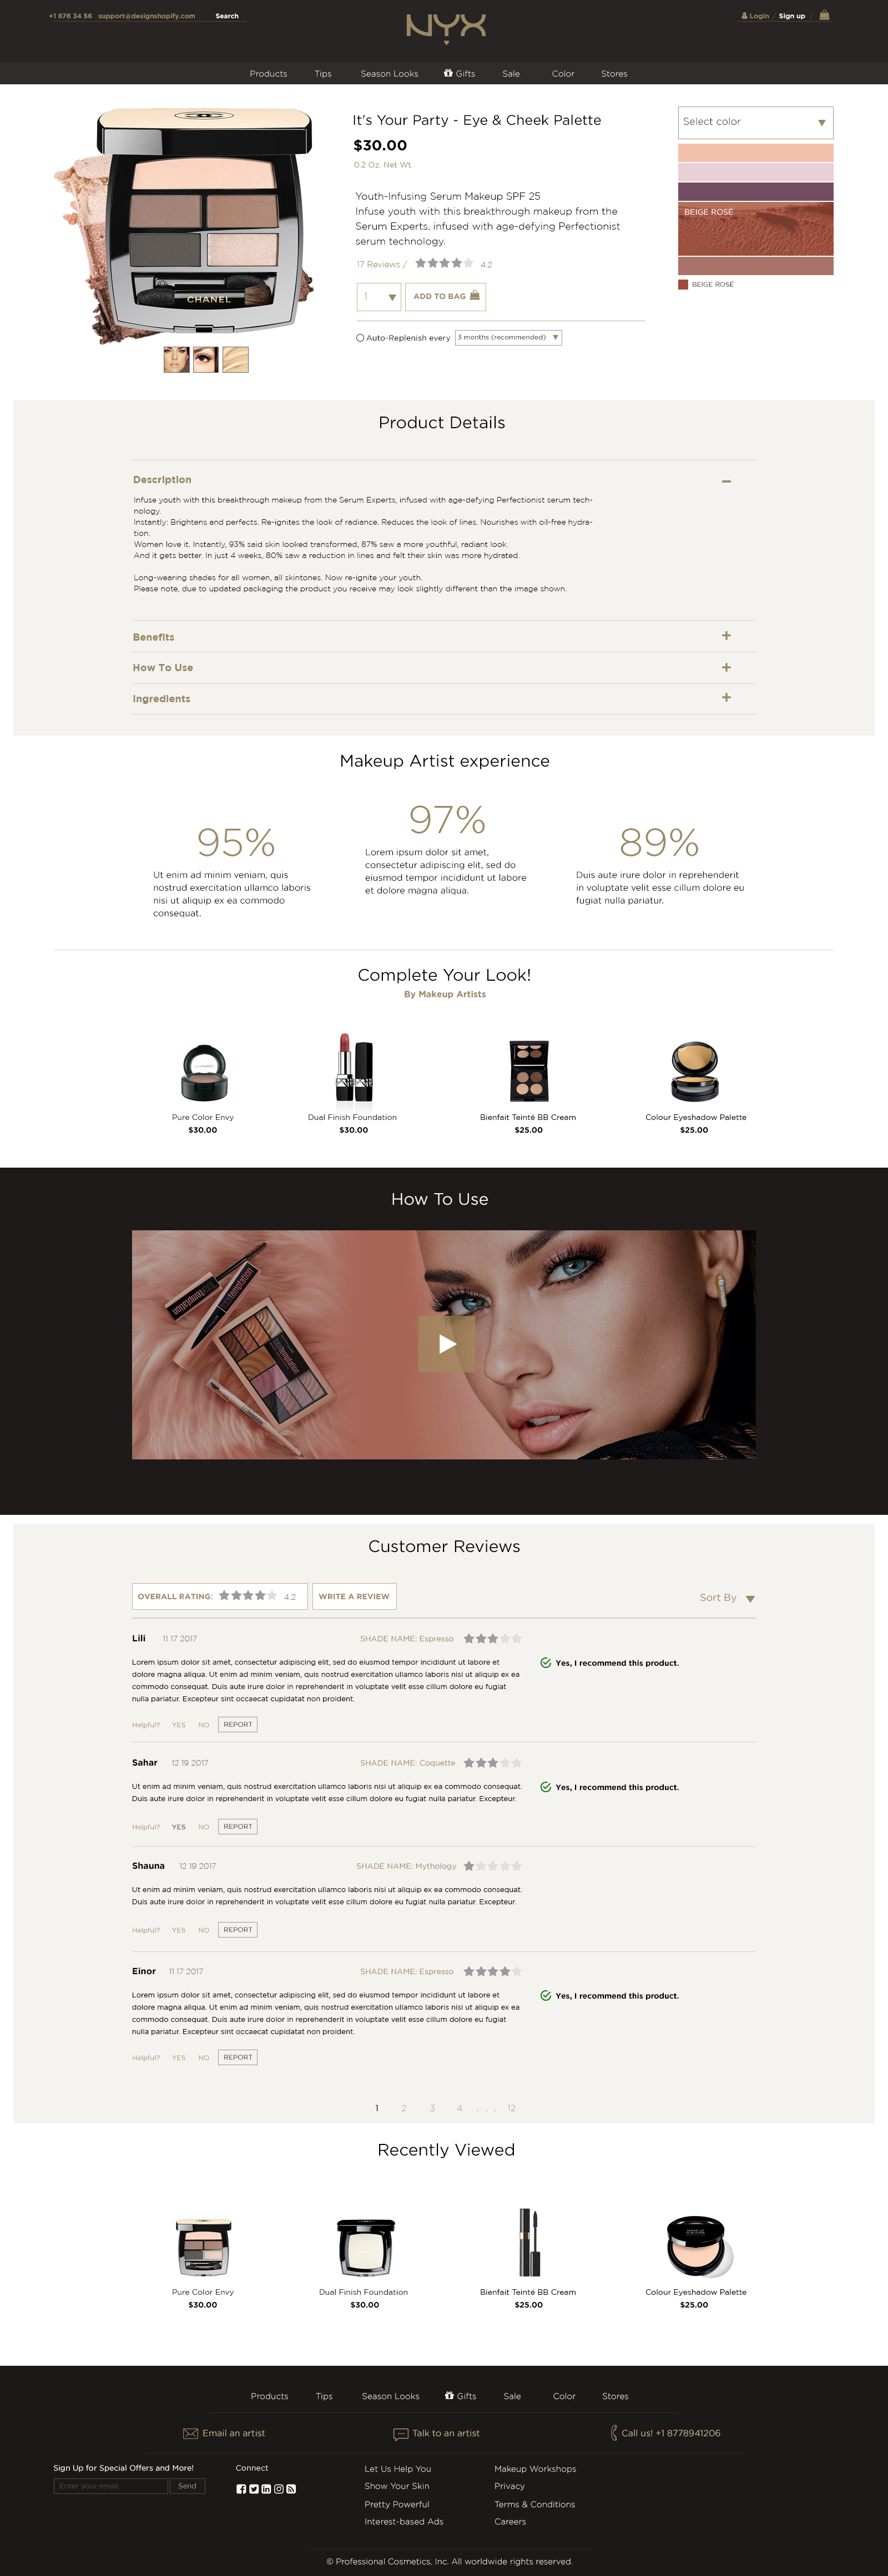 +1 876 34 56 support@designshopify.com Search
NYX
Login / Sign up
Products Tips Season Looks Gifts Sale Color Stores
CHANEL
It's Your Party - Eye & Cheek Palette
$30.00
0.2 Oz. Net Wt.
Youth-Infusing Serum Makeup SPF 25
Infuse youth with this breakthrough makeup from the
Serum Experts, infused with age-defying Perfectionist
serum technology.
17 Reviews / 4.2
1 ADD TO BAG
Auto-Replenish every 3 months (recommended)
Select color
BEIGE ROSÉ
BEIGE ROSÉ
Product Details
Description
Infuse youth with this breakthrough makeup from the Serum Experts, infused with age-defying Perfectionist serum tech-
nology.
Instantly: Brightens and perfects. Re-ignites the look of radiance. Reduces the look of lines. Nourishes with oil-free hydra-
tion.
Women love it. Instantly, 93% said skin looked transformed, 87% saw a more youthful, radiant look.
And it gets better. In just 4 weeks, 80% saw a reduction in lines and felt their skin was more hydrated.
Long-wearing shades for all women, all skintones. Now re-ignite your youth.
Please note, due to updated packaging the product you receive may look slightly different than the image shown.
Benefits
How To Use
Ingredients
Makeup Artist experience
95%
Ut enim ad minim veniam, quis
nostrud exercitation ullamco laboris
nisi ut aliquip ex ea commodo
consequat.
97%
Lorem ipsum dolor sit amet,
consectetur adipiscing elit, sed do
eiusmod tempor incididunt ut labore
et dolore magna aliqua.
89%
Duis aute irure dolor in reprehenderit
in voluptate velit esse cillum dolore eu
fugiat nulla pariatur.
Complete Your Look!
By Makeup Artists
Pure Color Envy
$30.00
Dual Finish Foundation
$30.00
Bienfait Teinté BB Cream
$25.00
Colour Eyeshadow Palette
$25.00
How To Use
Customer Reviews
OVERALL RATING: 4.2 WRITE A REVIEW Sort By
Lili 11 17 2017 SHADE NAME: Espresso
Lorem ipsum dolor sit amet, consectetur adipiscing elit, sed do eiusmod tempor incididunt ut labore et
dolore magna aliqua. Ut enim ad minim veniam, quis nostrud exercitation ullamco laboris nisi ut aliquip ex ea
commodo consequat. Duis aute irure dolor in reprehenderit in voluptate velit esse cillum dolore eu fugiat
nulla pariatur. Excepteur sint occaecat cupidatat non proident.
Yes, I recommend this product.
Helpful? YES NO REPORT
Sahar 12 19 2017 SHADE NAME: Coquette
Ut enim ad minim veniam, quis nostrud exercitation ullamco laboris nisi ut aliquip ex ea commodo consequat.
Duis aute irure dolor in reprehenderit in voluptate velit esse cillum dolore eu fugiat nulla pariatur. Excepteur.
Yes, I recommend this product.
Helpful? YES NO REPORT
Shauna 12 19 2017 SHADE NAME: Mythology
Ut enim ad minim veniam, quis nostrud exercitation ullamco laboris nisi ut aliquip ex ea commodo consequat.
Duis aute irure dolor in reprehenderit in voluptate velit esse cillum dolore eu fugiat nulla pariatur. Excepteur.
Helpful? YES NO REPORT
Einor 11 17 2017 SHADE NAME: Espresso
Lorem ipsum dolor sit amet, consectetur adipiscing elit, sed do eiusmod tempor incididunt ut labore et
dolore magna aliqua. Ut enim ad minim veniam, quis nostrud exercitation ullamco laboris nisi ut aliquip ex ea
commodo consequat. Duis aute irure dolor in reprehenderit in voluptate velit esse cillum dolore eu fugiat
nulla pariatur. Excepteur sint occaecat cupidatat non proident.
Yes, I recommend this product.
Helpful? YES NO REPORT
1 2 3 4 . . . 12
Recently Viewed
Pure Color Envy
$30.00
Dual Finish Foundation
$30.00
Bienfait Teinté BB Cream
$25.00
Colour Eyeshadow Palette
$25.00
Products Tips Season Looks Gifts Sale Color Stores
Email an artist Talk to an artist Call us! +1 8778941206
Sign Up for Special Offers and More!
Enter your email Send
Connect
Let Us Help You
Show Your Skin
Pretty Powerful
Interest-based Ads
Makeup Workshops
Privacy
Terms & Conditions
Careers
© Professional Cosmetics, Inc. All worldwide rights reserved.